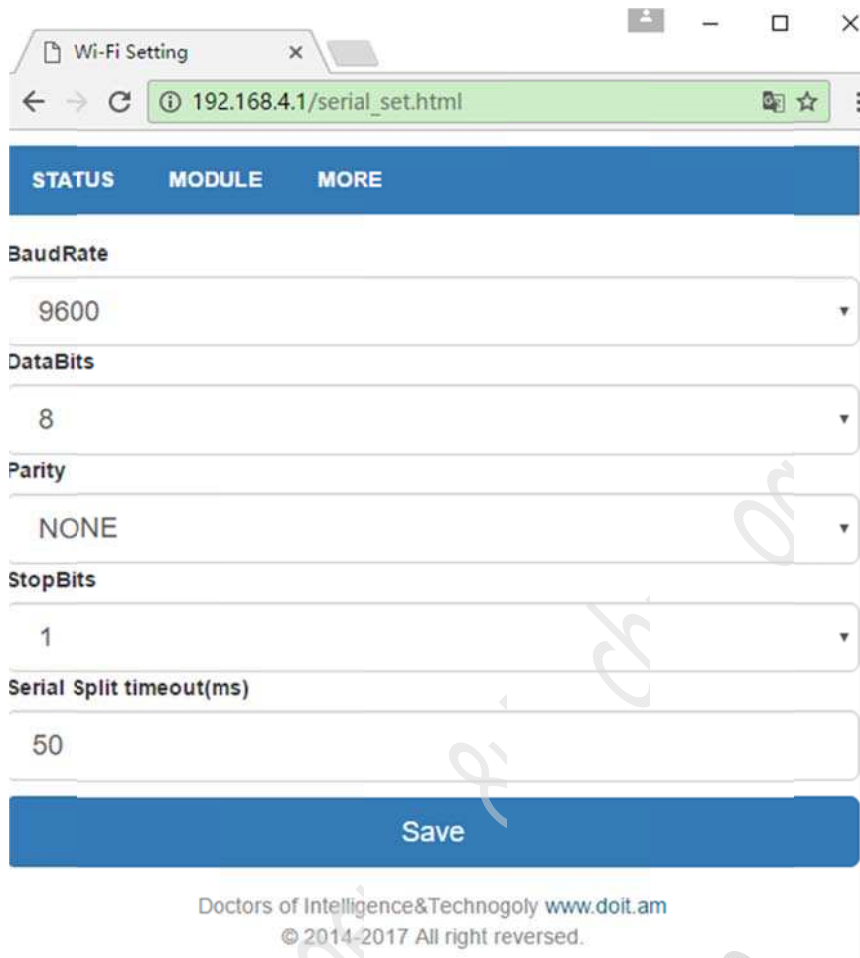 Wi-Fi Setting
192.168.4.1/serial_set.html
STATUS MODULE MORE
BaudRate
9600
DataBits
8
Parity
NONE
StopBits
1
Serial Split timeout(ms)
50
Save
Doctors of Intelligence&Technogoly www.doit.am
© 2014-2017 All right reversed.